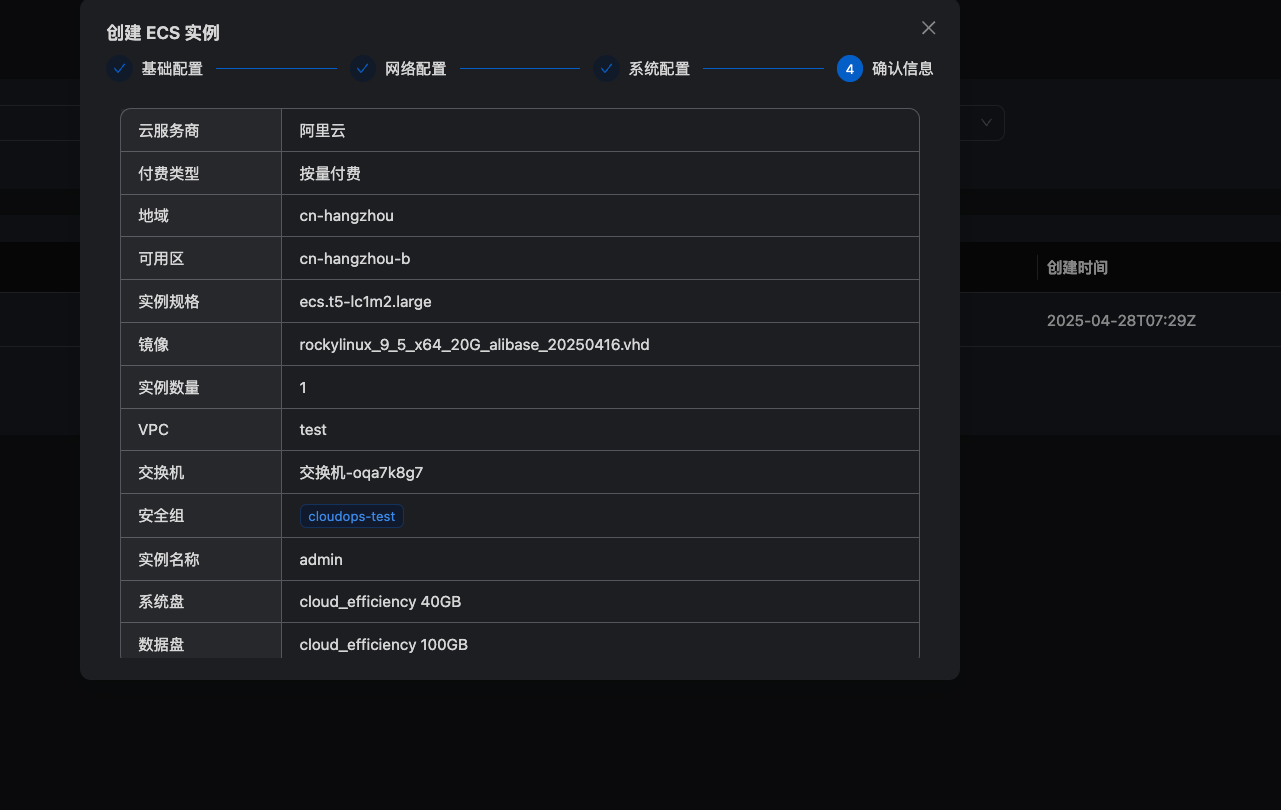 创建 ECS 实例
基础配置
网络配置
系统配置
4 确认信息
云服务商 阿里云
付费类型 按量付费
地域 cn-hangzhou
可用区 cn-hangzhou-b
实例规格 ecs.t5-lc1m2.large
镜像 rockylinux_9_5_x64_20G_alibase_20250416.vhd
实例数量 1
VPC test
交换机 交换机-oqa7k8g7
安全组 cloudops-test
实例名称 admin
系统盘 cloud_efficiency 40GB
数据盘 cloud_efficiency 100GB
创建时间
2025-04-28T07:29Z